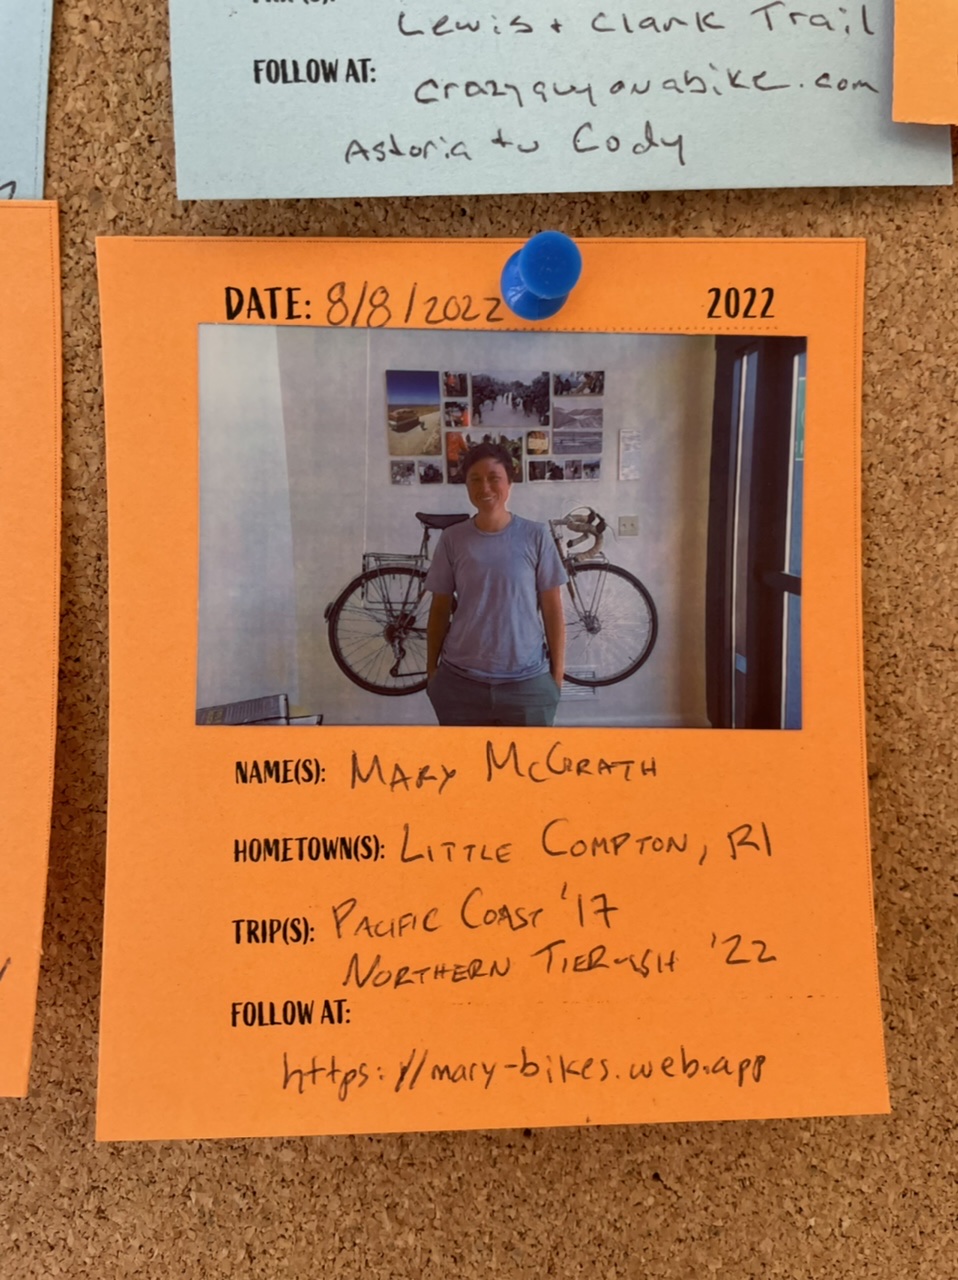 Lewis + Clark Trail
FOLLOW AT: crazyguyonabike.com
Astoria to Cody
DATE: 8/8/2022 2022
NAME(S): MARY McGRATH
HOMETOWN(S): LITTLE COMPTON, RI
TRIP(S): PACIFIC COAST '17
NORTHERN TIER-ISH '22
FOLLOW AT:
https://mary-bikes.web.app